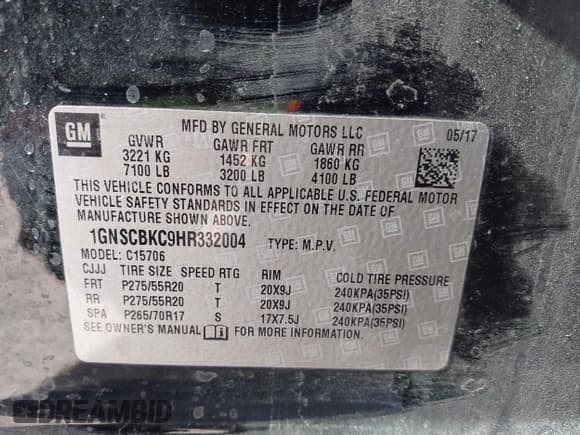 GM
MFD BY GENERAL MOTORS LLC
05/17
GVWR GAWR FRT GAWR RR
3221 KG 1452 KG 1860 KG
7100 LB 3200 LB 4100 LB
THIS VEHICLE CONFORMS TO ALL APPLICABLE U.S. FEDERAL MOTOR
VEHICLE SAFETY STANDARDS IN EFFECT ON THE DATE OF
MANUFACTURE SHOWN ABOVE.
1GNSCBKC9HR332004 TYPE: M.P.V.
MODEL: C15706
CJJJ TIRE SIZE SPEED RTG RIM COLD TIRE PRESSURE
FRT P275/55R20 T 20X9J 240KPA(35PSI)
RR P275/55R20 T 20X9J 240KPA(35PSI)
SPA P265/70R17 S 17X7.5J 240KPA(35PSI)
SEE OWNER'S MANUAL FOR MORE INFORMATION.
DREAMBID